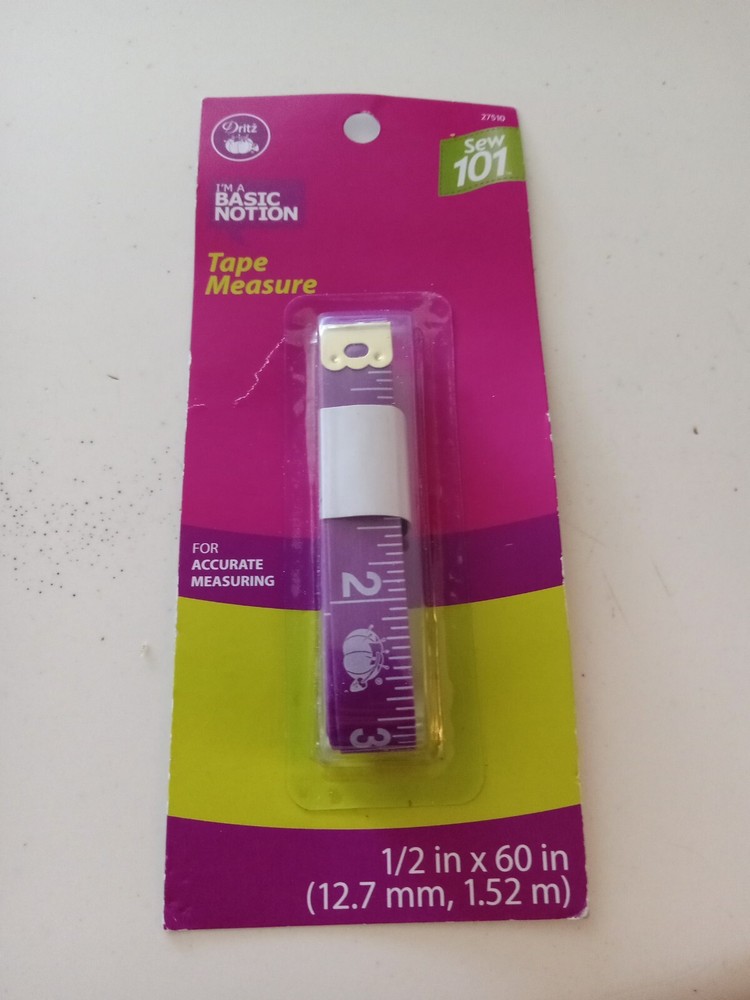 Dritz
27510
Sew
101
I'M A
BASIC
NOTION
Tape
Measure
FOR
ACCURATE
MEASURING
2
3
1/2 in x 60 in
(12.7 mm, 1.52 m)